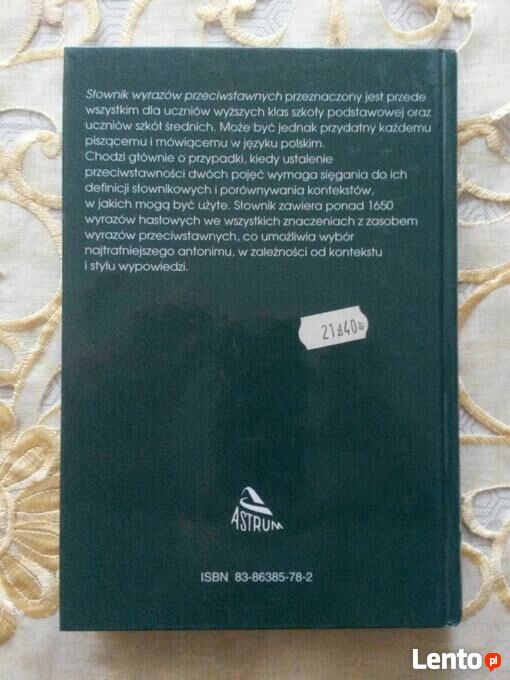 Słownik wyrazów przeciwstawnych przeznaczony jest przede
wszystkim dla uczniów wyższych klas szkoły podstawowej oraz
uczniów szkół średnich. Może być jednak przydatny każdemu
piszącemu i mówiącemu w języku polskim.
Chodzi głównie o przypadki, kiedy ustalenie
przeciwstawności dwóch pojęć wymaga sięgania do ich
definicji słownikowych i porównywania kontekstów,
w jakich mogą być użyte. Słownik zawiera ponad 1650
wyrazów hasłowych we wszystkich znaczeniach z zasobem
wyrazów przeciwstawnych, co umożliwia wybór
najtrafniejszego antonimu, w zależności od kontekstu
i stylu wypowiedzi.
21zł40gr
ASTRUM
ISBN 83-86385-78-2
Lento.pl